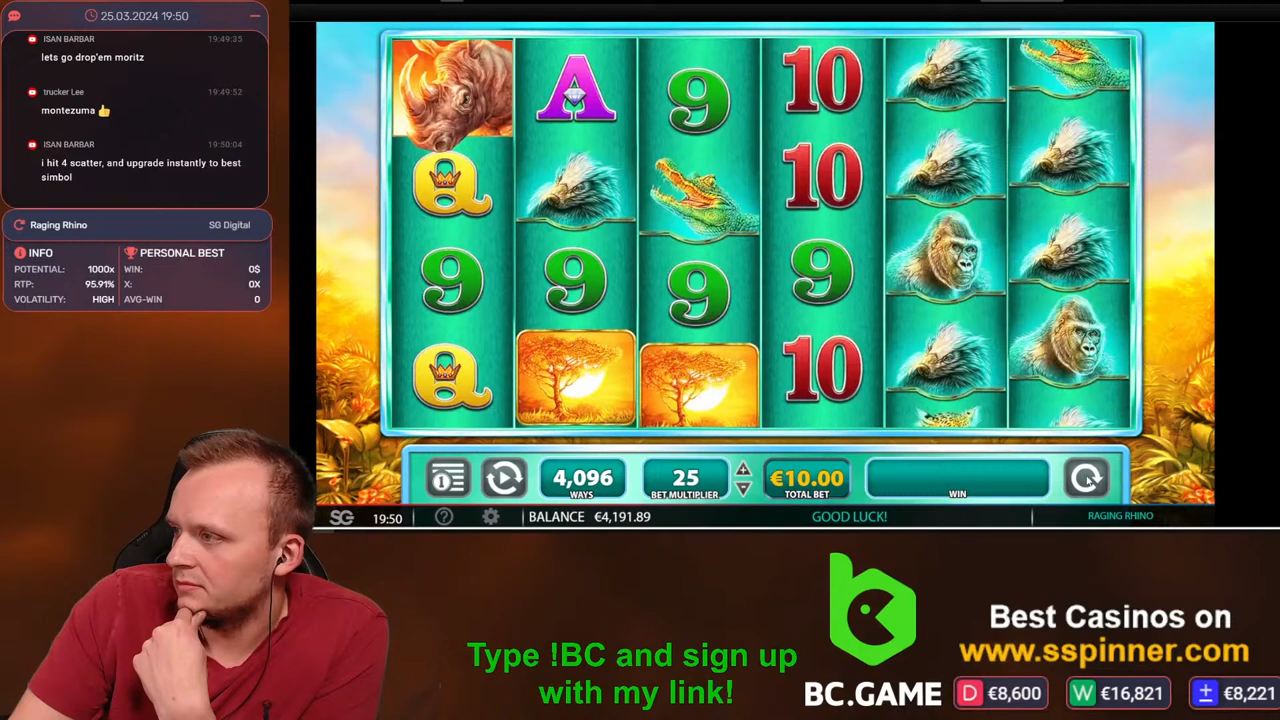 25.03.2024 19:50
ISAN BARBAR 19:49:35
lets go drop'em moritz
trucker Lee 19:49:52
montezuma 👍
ISAN BARBAR 19:50:04
i hit 4 scatter, and upgrade instantly to best
simbol
Raging Rhino SG Digital
INFO
POTENTIAL: 1000x
RTP: 95.91%
VOLATILITY: HIGH
PERSONAL BEST
WIN: 0$
X: 0X
AVG-WIN 0
A 9 10
Q 10
9 9 9 9
Q 10
4,096
WAYS
25
BET MULTIPLIER
€10.00
TOTAL BET
WIN
SG 19:50 BALANCE €4,191.89 GOOD LUCK! RAGING RHINO
Type !BC and sign up
with my link!
BC.GAME
Best Casinos on
www.sspinner.com
D €8,600 W €16,821 ± €8,221